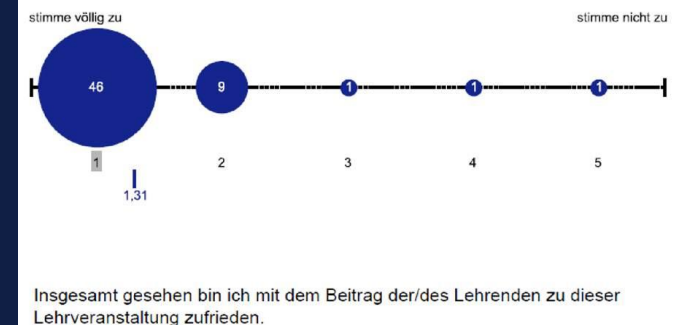 stimme völlig zu stimme nicht zu
46 9 1 1 1
1 2 3 4 5
1,31
Insgesamt gesehen bin ich mit dem Beitrag der/des Lehrenden zu dieser
Lehrveranstaltung zufrieden.